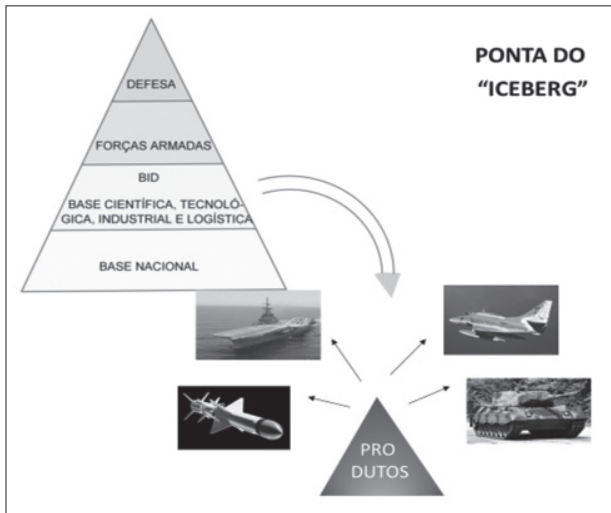 PONTA DO
“ICEBERG”
DEFESA
FORÇAS ARMADAS
BID
BASE CIENTÍFICA, TECNOLÓ-
GICA, INDUSTRIAL E LOGÍSTICA
BASE NACIONAL
PRO
DUTOS